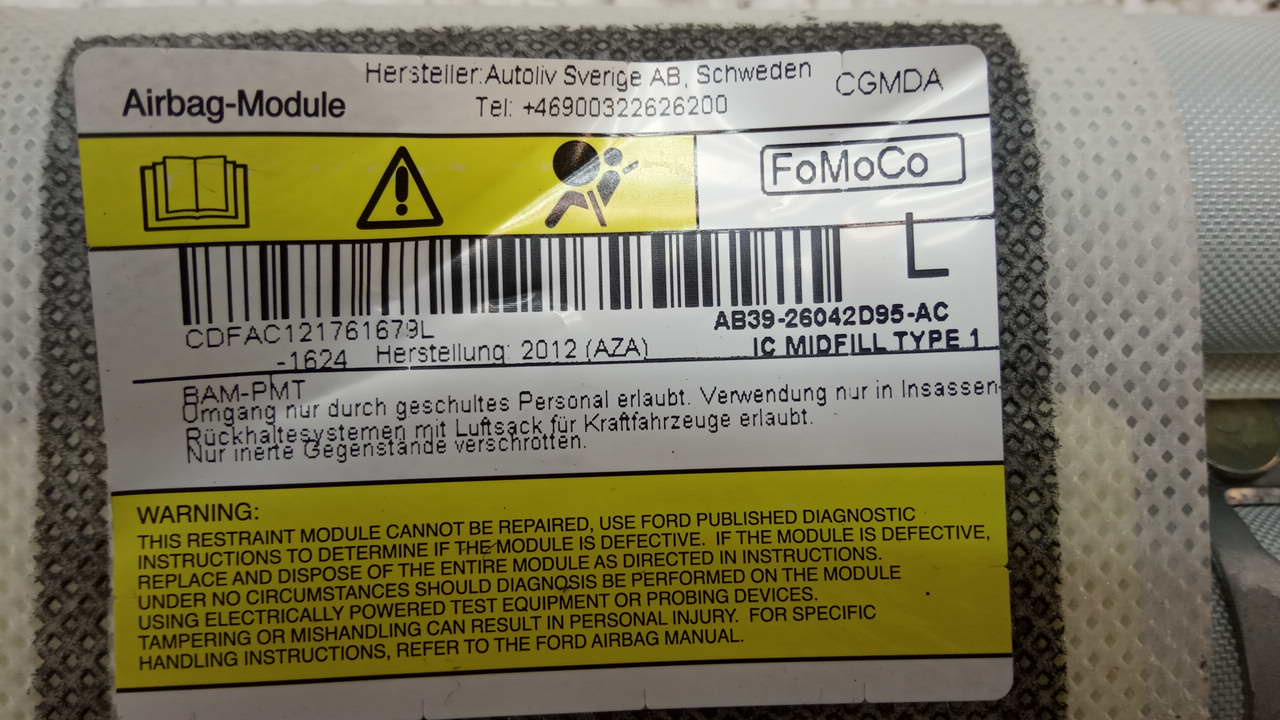 Hersteller: Autoliv Sverige AB, Schweden
CGMDA
Airbag-Module
Tel: +46900322626200
FoMoCo
L
CDFAC121761679L
AB39-26042D95-AC
-1624 Herstellung: 2012 (AZA)
IC MIDFILL TYPE 1
BAM-PMT
Umgang nur durch geschultes Personal erlaubt. Verwendung nur in Insassen-
Rückhaltesystemen mit Luftsack für Kraftfahrzeuge erlaubt.
Nur inerte Gegenstände verschrotten.
WARNING:
THIS RESTRAINT MODULE CANNOT BE REPAIRED, USE FORD PUBLISHED DIAGNOSTIC
INSTRUCTIONS TO DETERMINE IF THE MODULE IS DEFECTIVE. IF THE MODULE IS DEFECTIVE,
REPLACE AND DISPOSE OF THE ENTIRE MODULE AS DIRECTED IN INSTRUCTIONS.
UNDER NO CIRCUMSTANCES SHOULD DIAGNOSIS BE PERFORMED ON THE MODULE
USING ELECTRICALLY POWERED TEST EQUIPMENT OR PROBING DEVICES.
TAMPERING OR MISHANDLING CAN RESULT IN PERSONAL INJURY. FOR SPECIFIC
HANDLING INSTRUCTIONS, REFER TO THE FORD AIRBAG MANUAL.